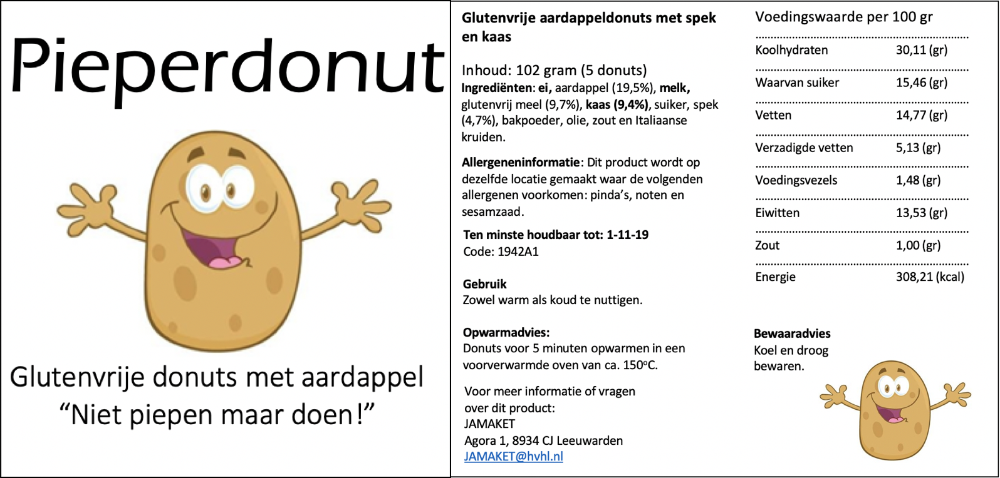 Pieperdonut
Glutenvrije donuts met aardappel
“Niet piepen maar doen!”
Glutenvrije aardappeldonuts met spek
en kaas
Inhoud: 102 gram (5 donuts)
Ingrediënten: ei, aardappel (19,5%), melk,
glutenvrij meel (9,7%), kaas (9,4%), suiker, spek
(4,7%), bakpoeder, olie, zout en Italiaanse
kruiden.
Allergeneninformatie: Dit product wordt op
dezelfde locatie gemaakt waar de volgenden
allergenen voorkomen: pinda’s, noten en
sesamzaad.
Ten minste houdbaar tot: 1-11-19
Code: 1942A1
Gebruik
Zowel warm als koud te nuttigen.
Opwarmadvies:
Donuts voor 5 minuten opwarmen in een
voorverwarmde oven van ca. 150°C.
Voor meer informatie of vragen
over dit product:
JAMAKET
Agora 1, 8934 CJ Leeuwarden
JAMAKET@hvhl.nl
Voedingswaarde per 100 gr
Koolhydraten 30,11 (gr)
Waarvan suiker 15,46 (gr)
Vetten 14,77 (gr)
Verzadigde vetten 5,13 (gr)
Voedingsvezels 1,48 (gr)
Eiwitten 13,53 (gr)
Zout 1,00 (gr)
Energie 308,21 (kcal)
Bewaaradvies
Koel en droog
bewaren.